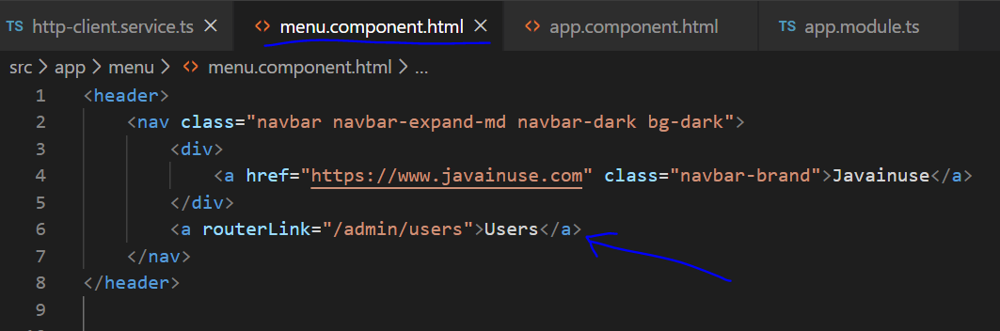 http-client.service.ts menu.component.html app.component.html app.module.ts
src > app > menu > menu.component.html > ...
1 <header>
2 <nav class="navbar navbar-expand-md navbar-dark bg-dark">
3 <div>
4 <a href="https://www.javainuse.com" class="navbar-brand">Javainuse</a>
5 </div>
6 <a routerLink="/admin/users">Users</a>
7 </nav>
8 </header>
9